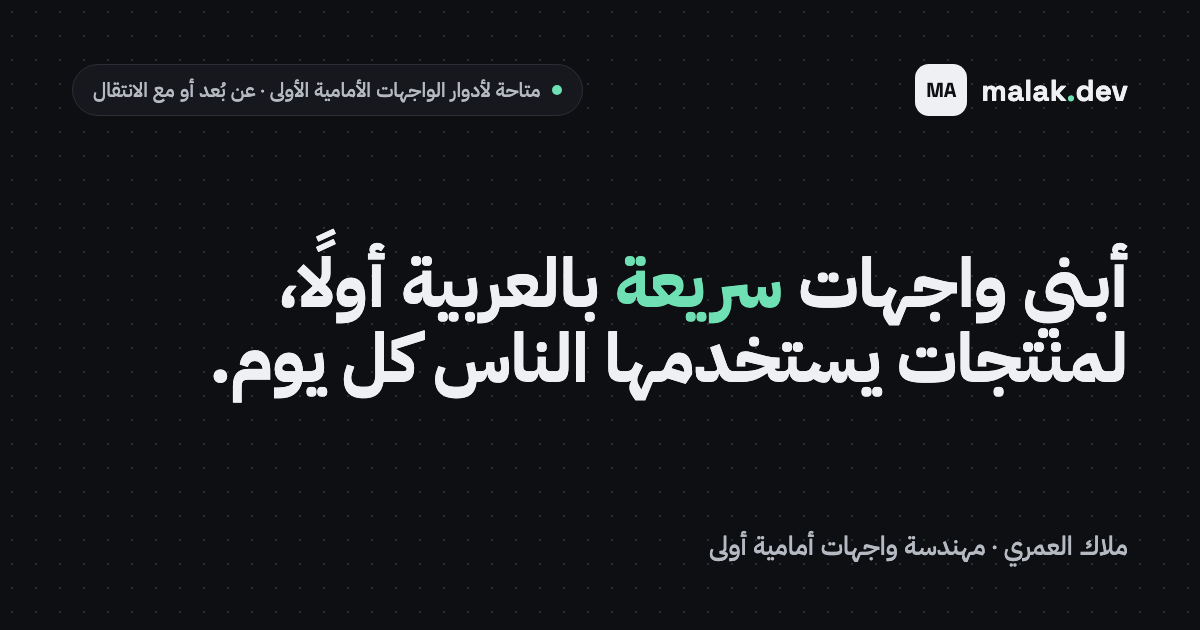 MA malak.dev
متاحة لأدوار الواجهات الأمامية الأولى · عن بُعد أو مع الانتقال
أبني واجهات سريعة بالعربية أولًا،
لمنتجات يستخدمها الناس كل يوم.
ملاك العمري · مهندسة واجهات أمامية أولى